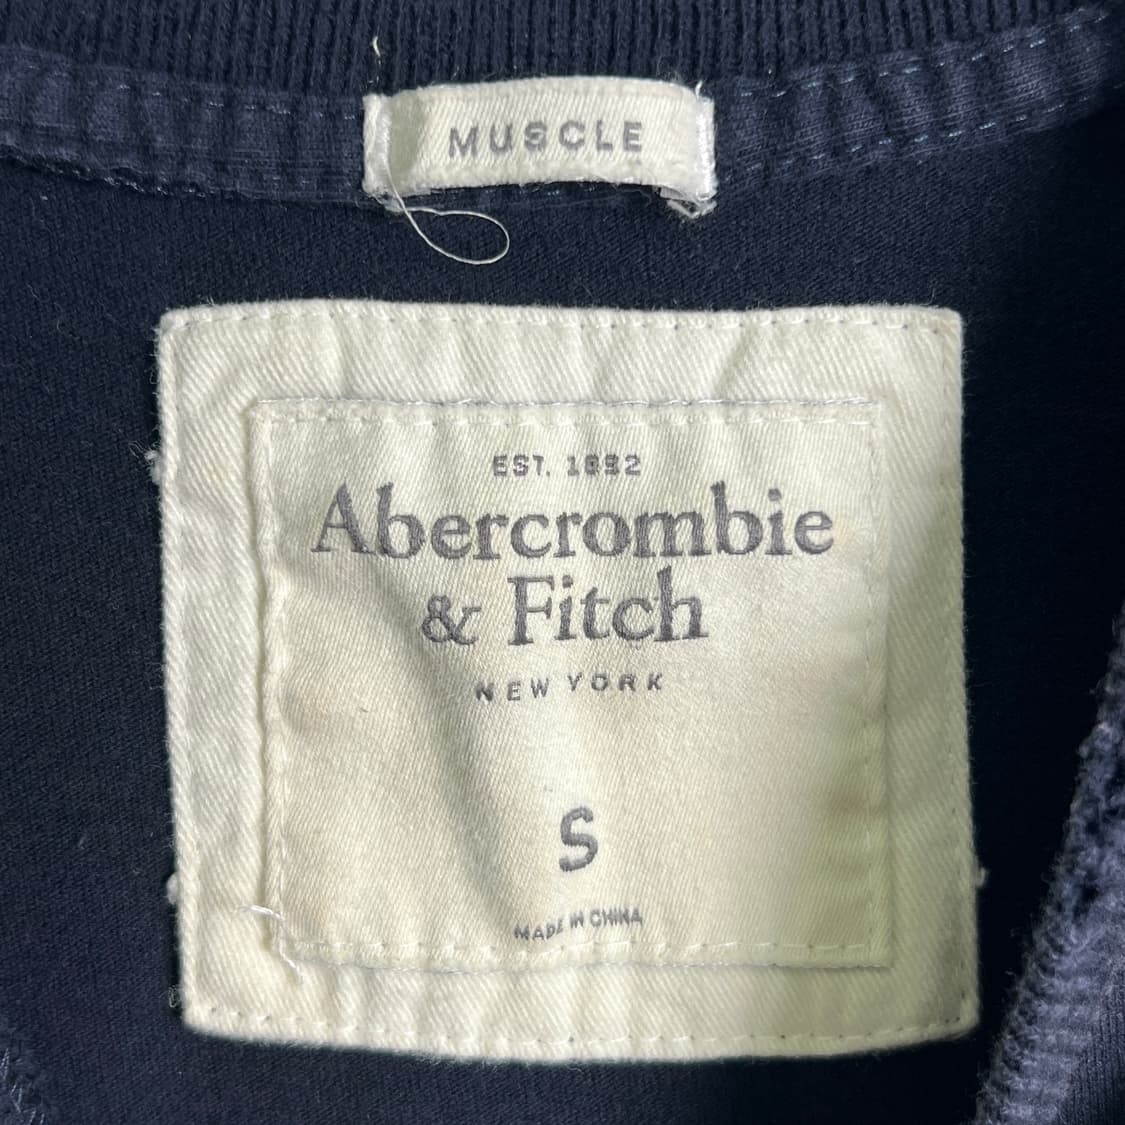 MUSCLE
EST. 1892
Abercrombie
& Fitch
NEW YORK
S
MADE IN CHINA